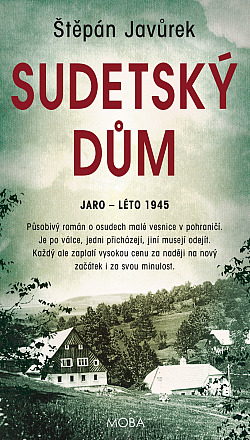 Štěpán Javůrek
SUDETSKÝ
DŮM
JARO – LÉTO 1945
Působivý román o osudech malé vesnice v pohraničí.
Je po válce, jedni přicházejí, jiní musejí odejít.
Každý ale zaplatí vysokou cenu za naději na nový
začátek i za svou minulost.
MOBA